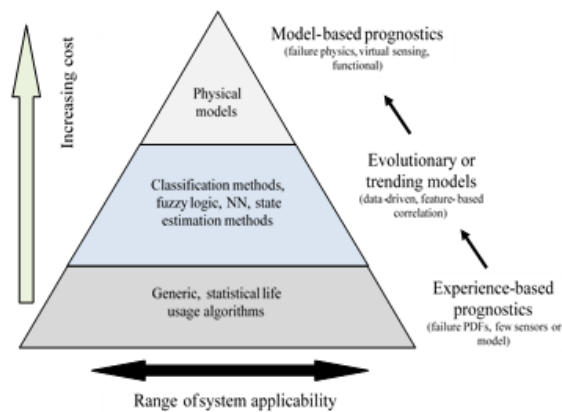 Increasing cost
Physical
models
Classification methods,
fuzzy logic, NN, state
estimation methods
Generic, statistical life
usage algorithms
Range of system applicability
Model-based prognostics
(failure physics, virtual sensing,
functional)
Evolutionary or
trending models
(data-driven, feature- based
correlation)
Experience-based
prognostics
(failure PDFs, few sensors or
model)